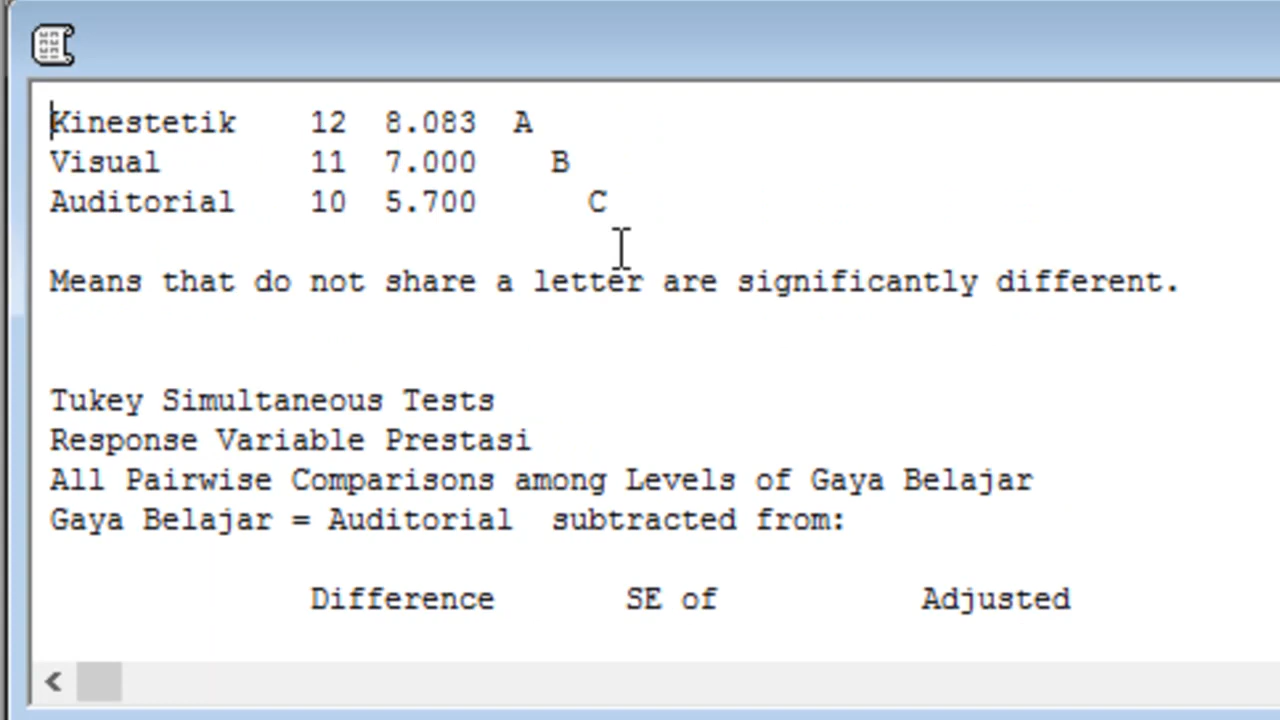 Kinestetik 12 8.083 A
Visual 11 7.000 B
Auditorial 10 5.700 C
Means that do not share a letter are significantly different.
Tukey Simultaneous Tests
Response Variable Prestasi
All Pairwise Comparisons among Levels of Gaya Belajar
Gaya Belajar = Auditorial subtracted from:
Difference SE of Adjusted